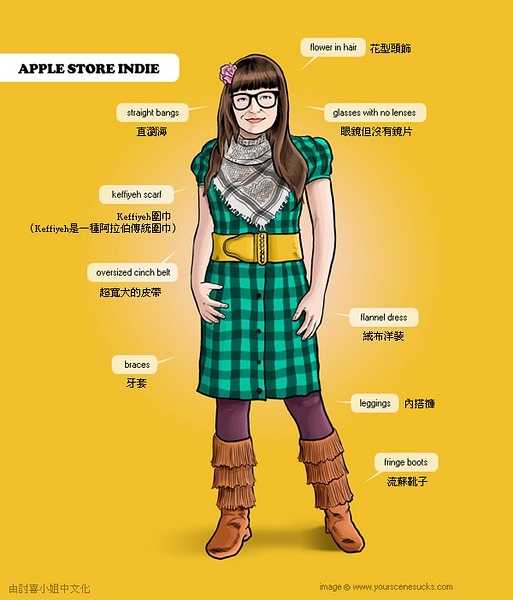 APPLE STORE INDIE
flower in hair 花型頭飾
straight bangs
直瀏海
glasses with no lenses
眼鏡但沒有鏡片
keffiyeh scarf
Keffiyeh圍巾
(Keffiyeh是一種阿拉伯傳統圍巾)
oversized cinch belt
超寬大的皮帶
flannel dress
絨布洋裝
braces
牙套
leggings 內搭褲
fringe boots
流蘇靴子
由討喜小姐中文化
image © www.yourscenesucks.com